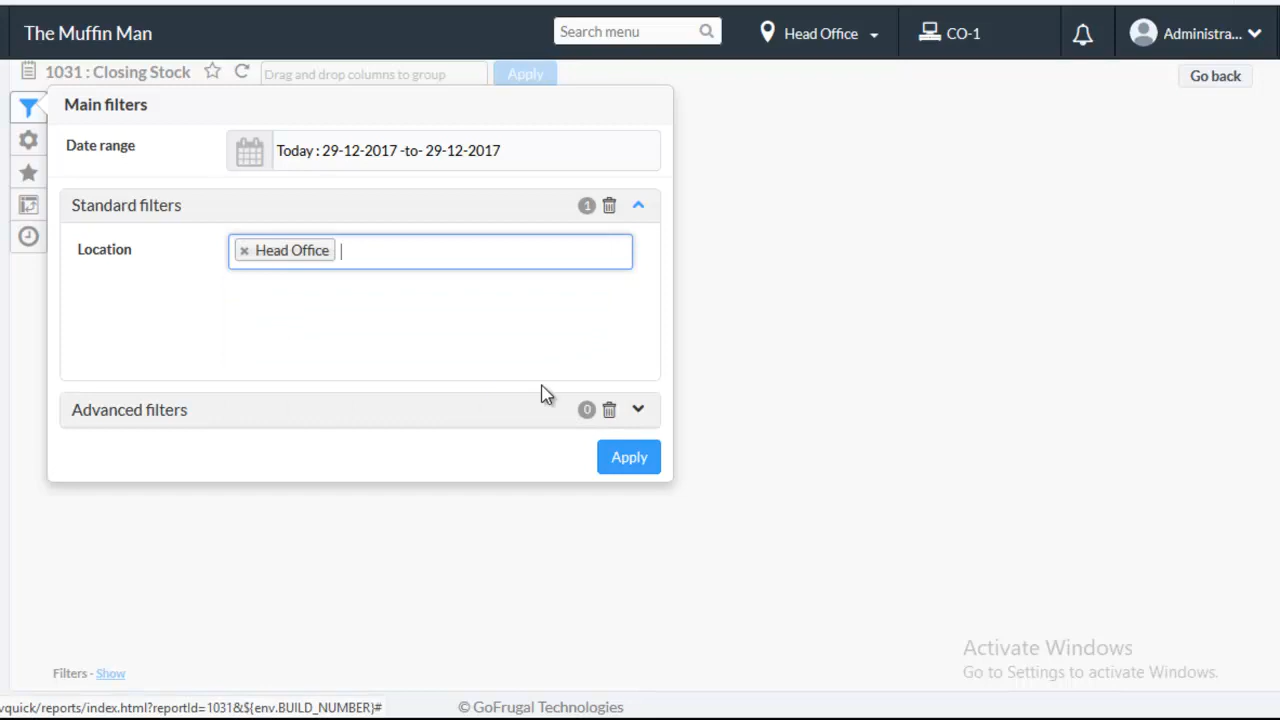 The Muffin Man
Search menu
Head Office
CO-1
Administra...
1031 : Closing Stock
Drag and drop columns to group
Apply
Go back
Main filters
Date range
Today : 29-12-2017 -to- 29-12-2017
Standard filters
1
Location
× Head Office
Advanced filters
0
Apply
Activate Windows
Go to Settings to activate Windows.
Filters - Show
vquick/reports/index.html?reportId=1031&${env.BUILD_NUMBER}#
© GoFrugal Technologies